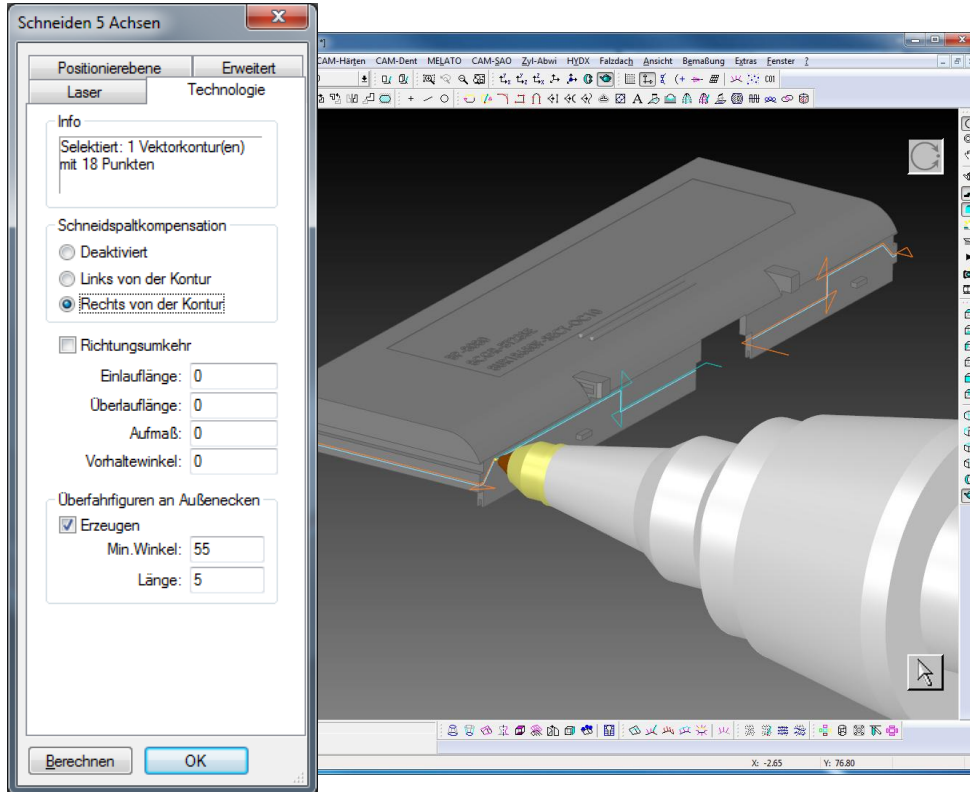 Schneiden 5 Achsen
Positionierebene
Erweitert
Laser
Technologie
Info
Selektiert: 1 Vektorkontur(en)
mit 18 Punkten
Schneidspaltkompensation
Deaktiviert
Links von der Kontur
Rechts von der Kontur
Richtungsumkehr
Einlauflänge: 0
Überlauflänge: 0
Aufmaß: 0
Vorhaltewinkel: 0
Überfahrfiguren an Außenecken
Erzeugen
Min.Winkel: 55
Länge: 5
Berechnen
OK
CAM-Härten CAM-Dent MELATO CAM-SAO Zyl-Abwi HYDX Falzdach Ansicht Bemaßung Extras Fenster ?
X: -2.65 Y: 76.80